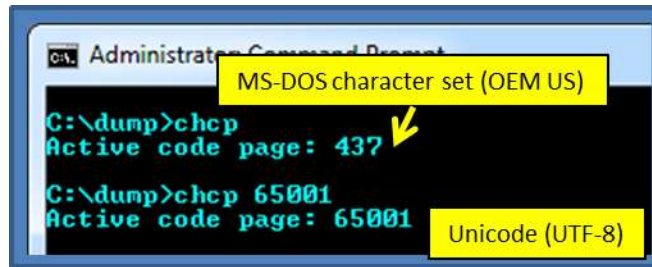 Administrator: Command Prompt
MS-DOS character set (OEM US)
C:\dump>chcp
Active code page: 437
C:\dump>chcp 65001
Active code page: 65001
Unicode (UTF-8)